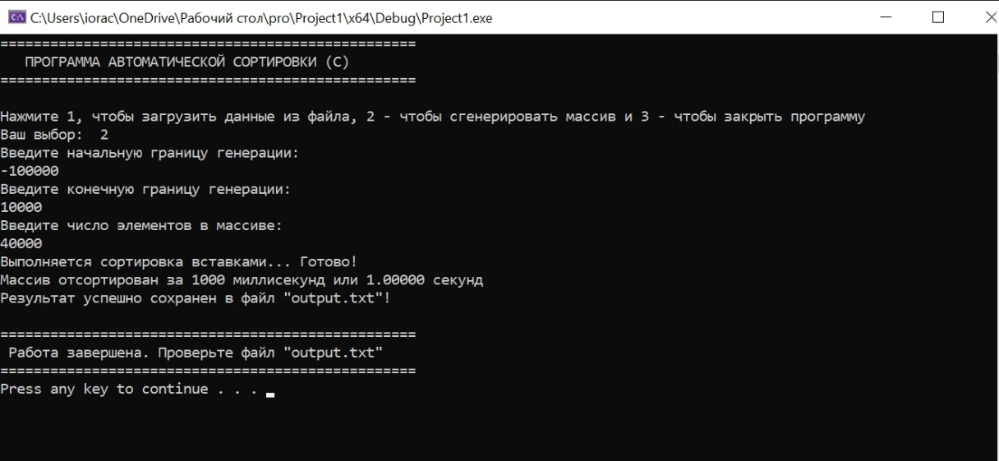 C:\Users\iorac\OneDrive\Рабочий стол\pro\Project1\x64\Debug\Project1.exe
==================================================
ПРОГРАММА АВТОМАТИЧЕСКОЙ СОРТИРОВКИ (C)
==================================================
Нажмите 1, чтобы загрузить данные из файла, 2 - чтобы сгенерировать массив и 3 - чтобы закрыть программу
Ваш выбор:  2
Введите начальную границу генерации:
-100000
Введите конечную границу генерации:
10000
Введите число элементов в массиве:
40000
Выполняется сортировка вставками... Готово!
Массив отсортирован за 1000 миллисекунд или 1.00000 секунд
Результат успешно сохранен в файл "output.txt"!
==================================================
Работа завершена. Проверьте файл "output.txt"
==================================================
Press any key to continue . . .